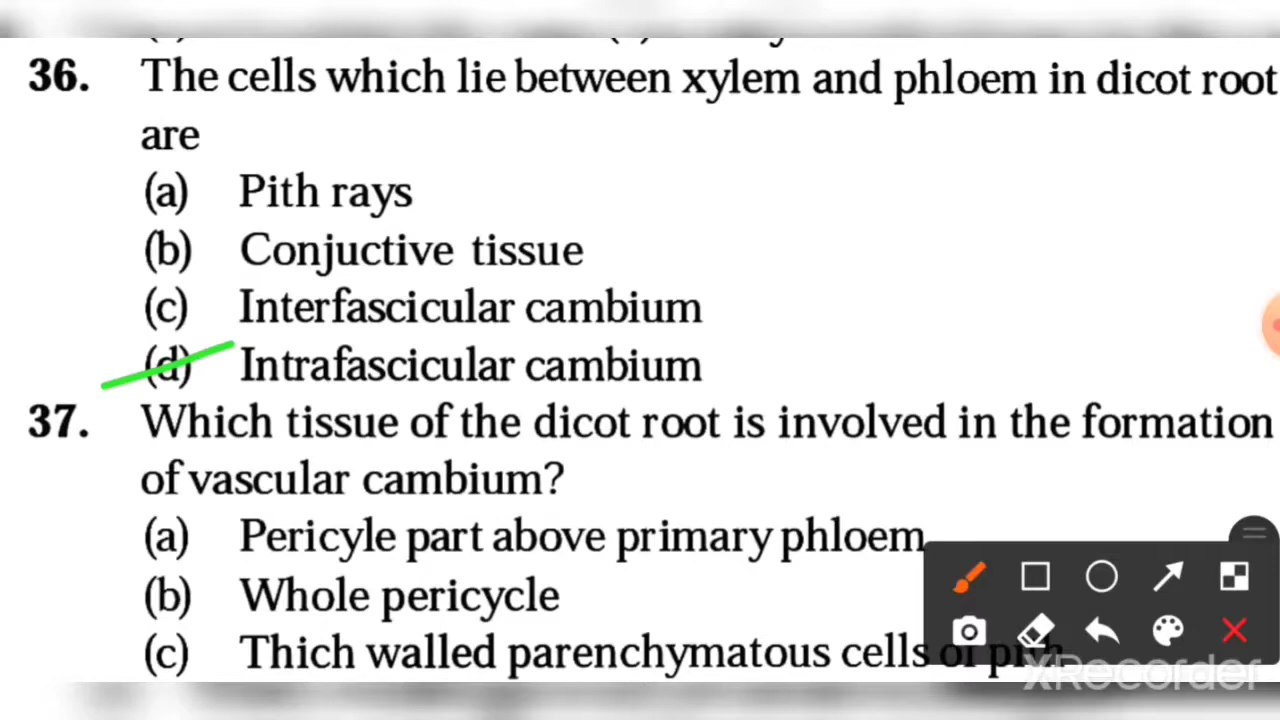 36. The cells which lie between xylem and phloem in dicot root
are
(a) Pith rays
(b) Conjuctive tissue
(c) Interfascicular cambium
(d) Intrafascicular cambium
37. Which tissue of the dicot root is involved in the formation
of vascular cambium?
(a) Pericyle part above primary phloem
(b) Whole pericycle
(c) Thich walled parenchymatous cells of pith
XRecorder